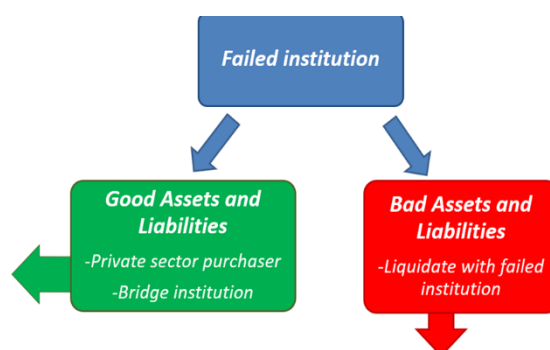 Failed institution
Good Assets and
Liabilities
-Private sector purchaser
-Bridge institution
Bad Assets and
Liabilities
-Liquidate with failed
institution